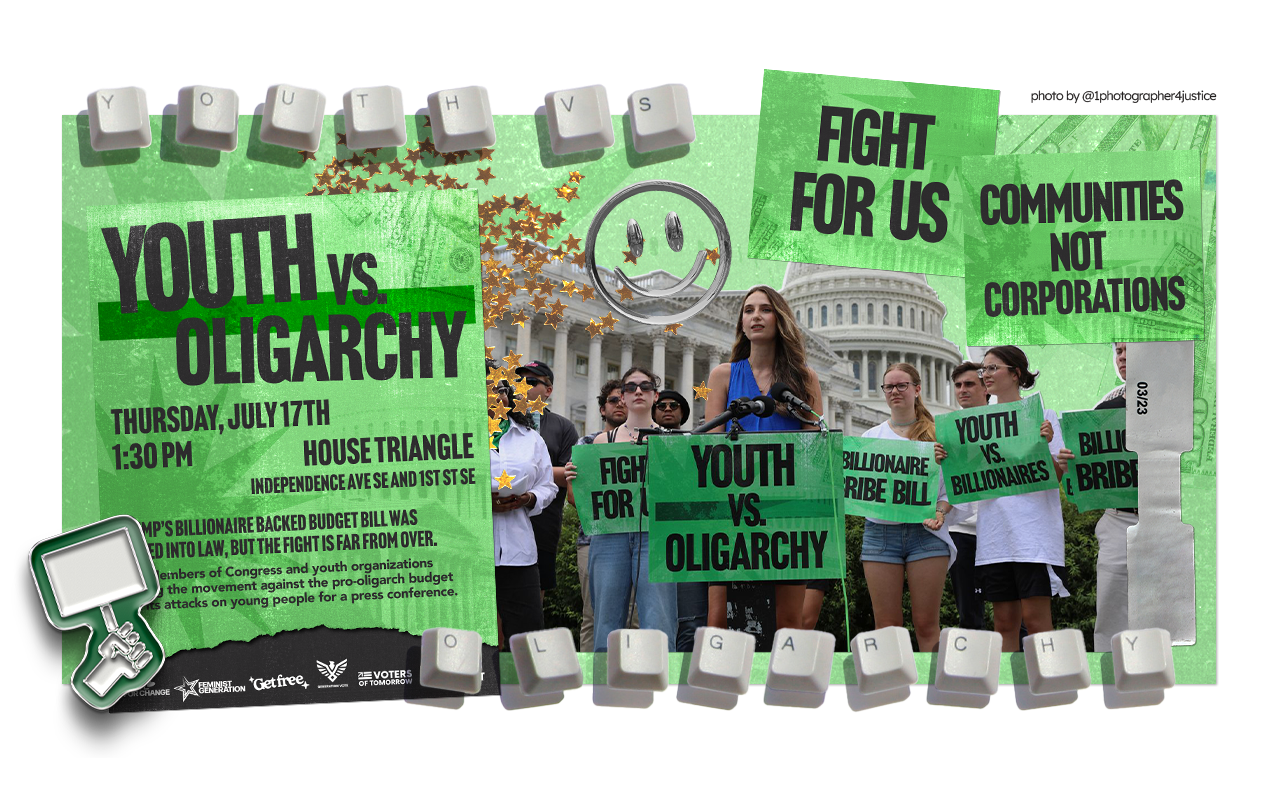 Y O U T H V S
photo by @1photographer4justice
FIGHT
FOR US
COMMUNITIES
NOT
CORPORATIONS
YOUTH VS.
OLIGARCHY
THURSDAY, JULY 17TH
1:30 PM
HOUSE TRIANGLE
INDEPENDENCE AVE SE AND 1ST ST SE
BILLIONAIRE BACKED BUDGET BILL WAS
INTO LAW, BUT THE FIGHT IS FAR FROM OVER.
of Congress and youth organizations
the movement against the pro-oligarch budget
attacks on young people for a press conference.
CHANGE
FEMINIST
GENERATION
Get free
GENERATION VOTE
VOTERS
OF TOMORROW
FOR
YOUTH
VS.
OLIGARCHY
BILLIONAIRE
BILL
YOUTH
VS.
BILLIONAIRES
03/23
O L I G A R C H Y